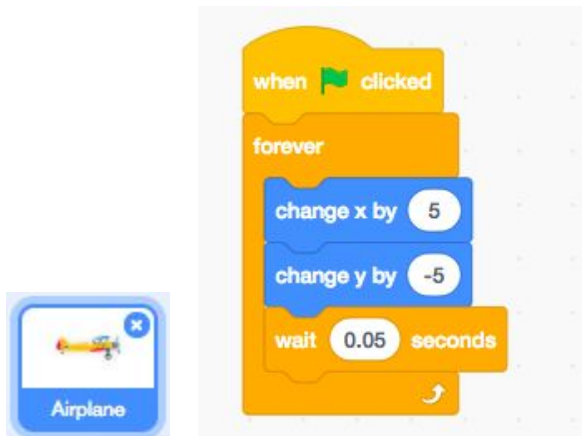 when clicked
forever
change x by 5
change y by -5
wait 0.05 seconds
Airplane